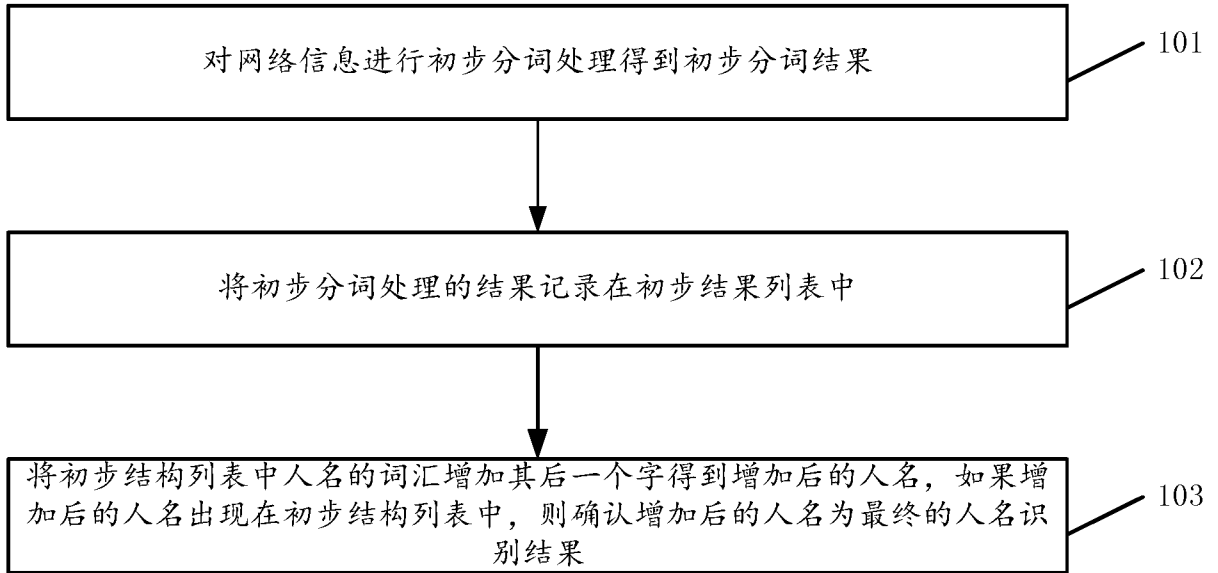 对网络信息进行初步分词处理得到初步分词结果
101
将初步分词处理的结果记录在初步结果列表中
102
将初步结构列表中人名的词汇增加其后一个字得到增加后的人名，如果增
加后的人名出现在初步结构列表中，则确认增加后的人名为最终的人名识
别结果
103